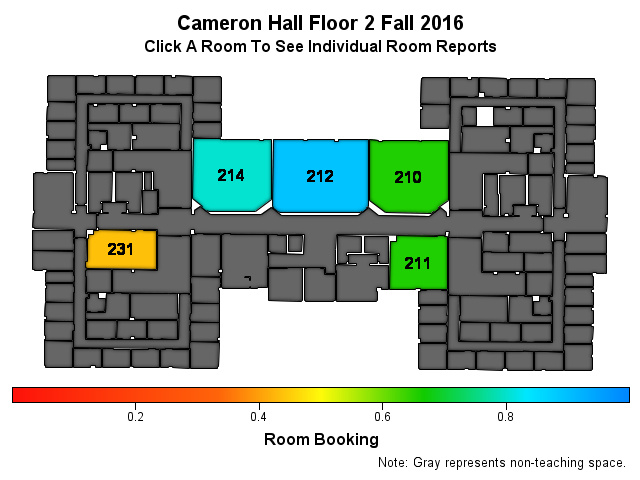 Cameron Hall Floor 2 Fall 2016
Click A Room To See Individual Room Reports
214
212
210
231
211
0.2
0.4
0.6
0.8
Room Booking
Note: Gray represents non-teaching space.